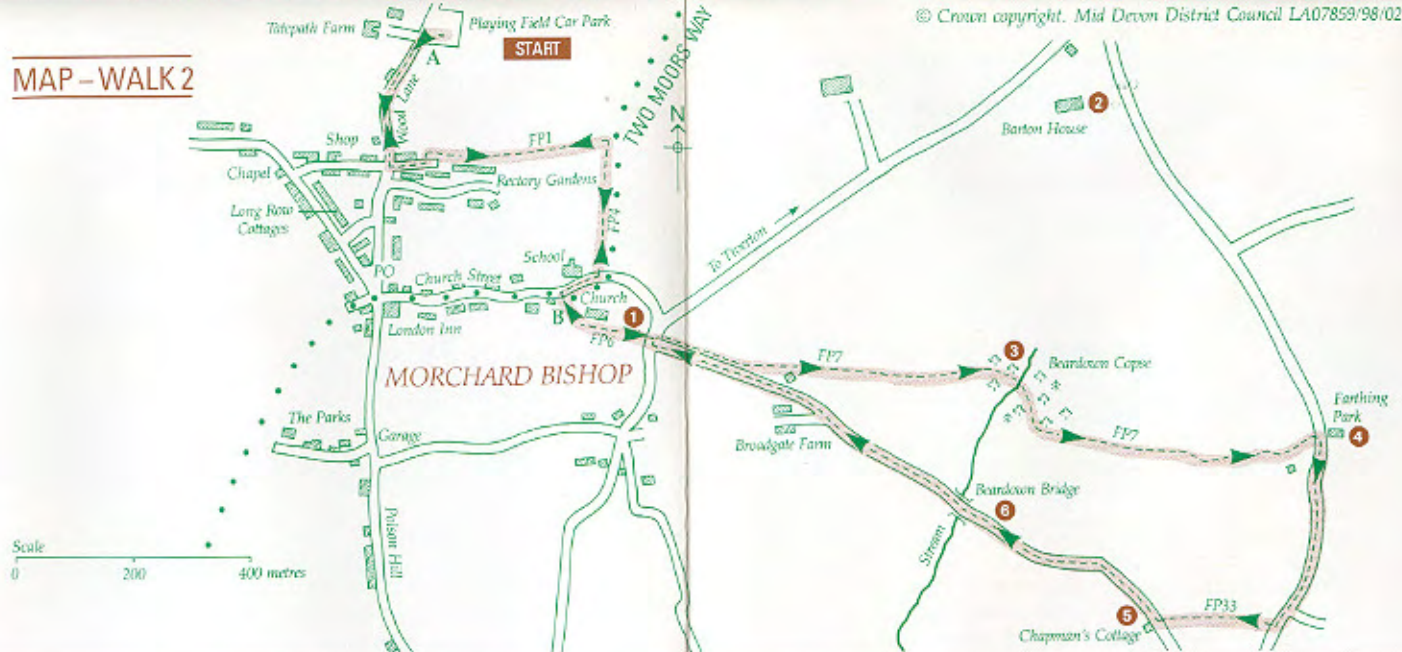 © Crown copyright. Mid Devon District Council LA07859/98/02
MAP – WALK 2
Tatepath Farm
Playing Field Car Park
START
A
TWO MOORS WAY
N
Wood Lane
Shop
FP1
Chapel
Rectory Gardens
Long Row
Cottages
FP4
School
PO
Church Street
Church
London Inn
B
1
FP6
MORCHARD BISHOP
The Parks
Garage
Polson Hill
Scale
0 200 400 metres
2
Barton House
To Tiverton
3
FP7
Beardown Copse
Farthing
Park
4
FP7
Broadgate Farm
Beardown Bridge
6
Stream
5
FP33
Chapman's Cottage